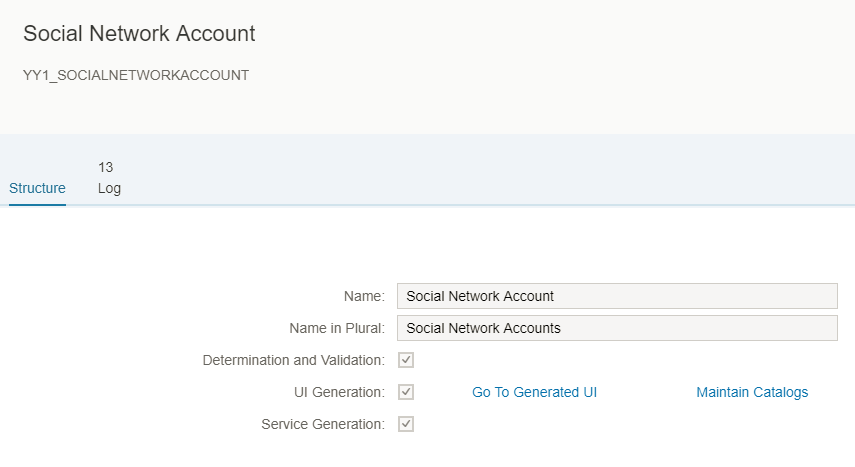 Social Network Account
YY1_SOCIALNETWORKACCOUNT
13
Structure Log
Name: Social Network Account
Name in Plural: Social Network Accounts
Determination and Validation:
UI Generation: Go To Generated UI Maintain Catalogs
Service Generation: